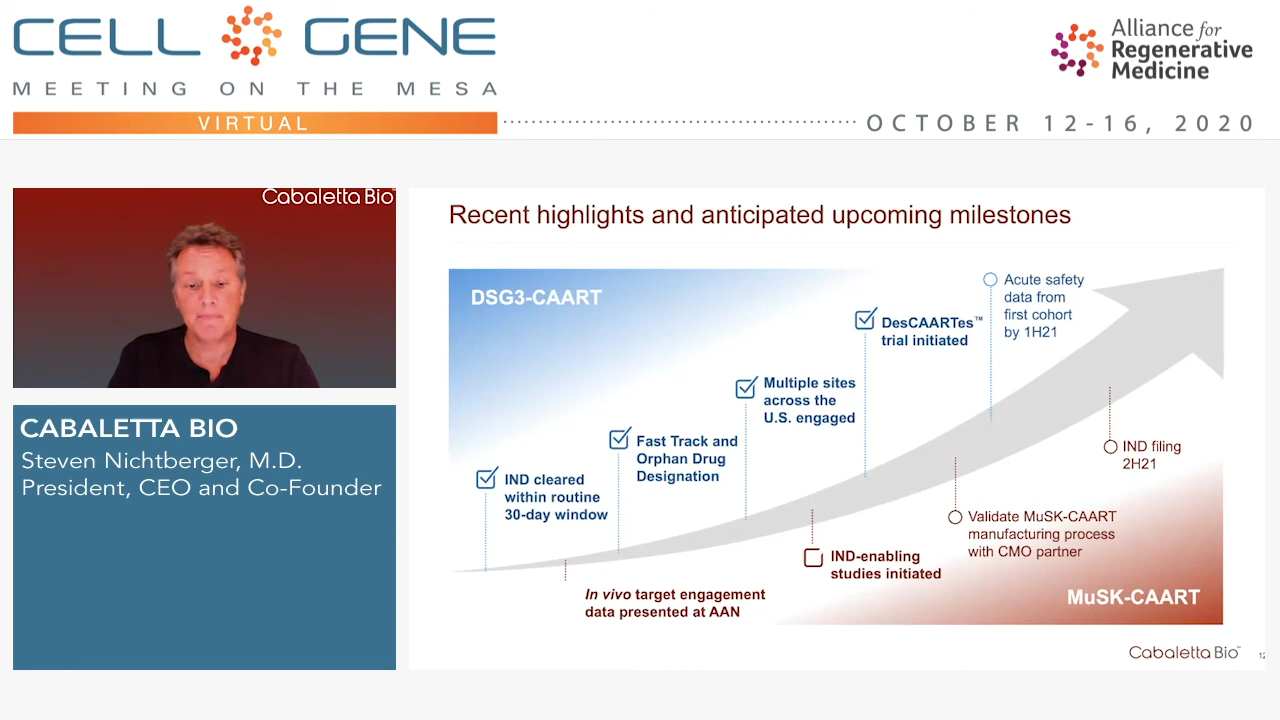 CELL GENE
MEETING ON THE MESA
VIRTUAL
Alliance for
Regenerative
Medicine
OCTOBER 12-16, 2020
Cabaletta Bio
CABALETTA BIO
Steven Nichtberger, M.D.
President, CEO and Co-Founder
Recent highlights and anticipated upcoming milestones
DSG3-CAART
IND cleared
within routine
30-day window
Fast Track and
Orphan Drug
Designation
Multiple sites
across the
U.S. engaged
DesCAARTes™
trial initiated
Acute safety
data from
first cohort
by 1H21
In vivo target engagement
data presented at AAN
IND-enabling
studies initiated
Validate MuSK-CAART
manufacturing process
with CMO partner
IND filing
2H21
MuSK-CAART
Cabaletta Bio™
12